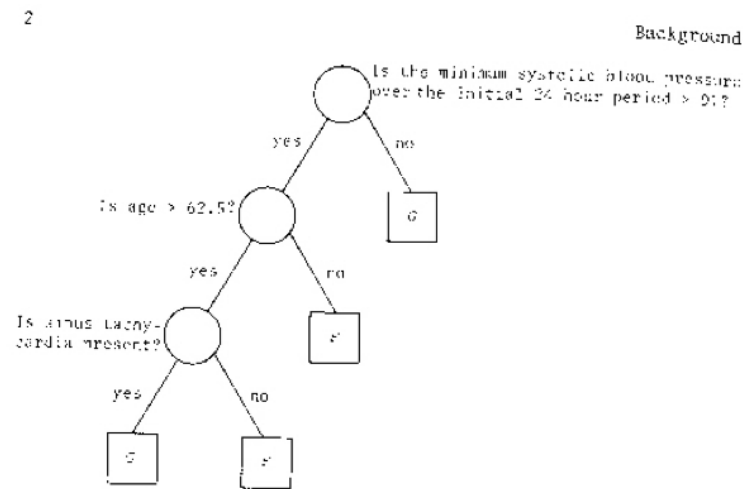 2
Background
Is the minimum systolic blood pressure
over the initial 24 hour period > 91?
yes
no
Is age > 62.5?
G
yes
no
Is sinus tachy-
cardia present?
F
yes
no
G
F